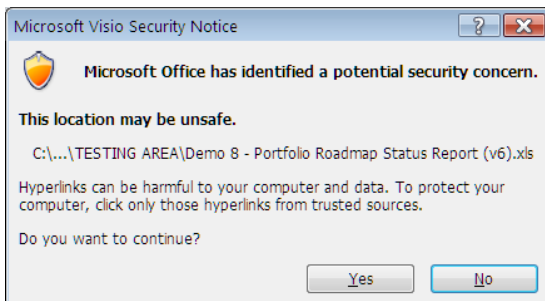 Microsoft Visio Security Notice
?
Microsoft Office has identified a potential security concern.
This location may be unsafe.
C:\...\TESTING AREA\Demo 8 - Portfolio Roadmap Status Report (v6).xls
Hyperlinks can be harmful to your computer and data. To protect your
computer, click only those hyperlinks from trusted sources.
Do you want to continue?
Yes No